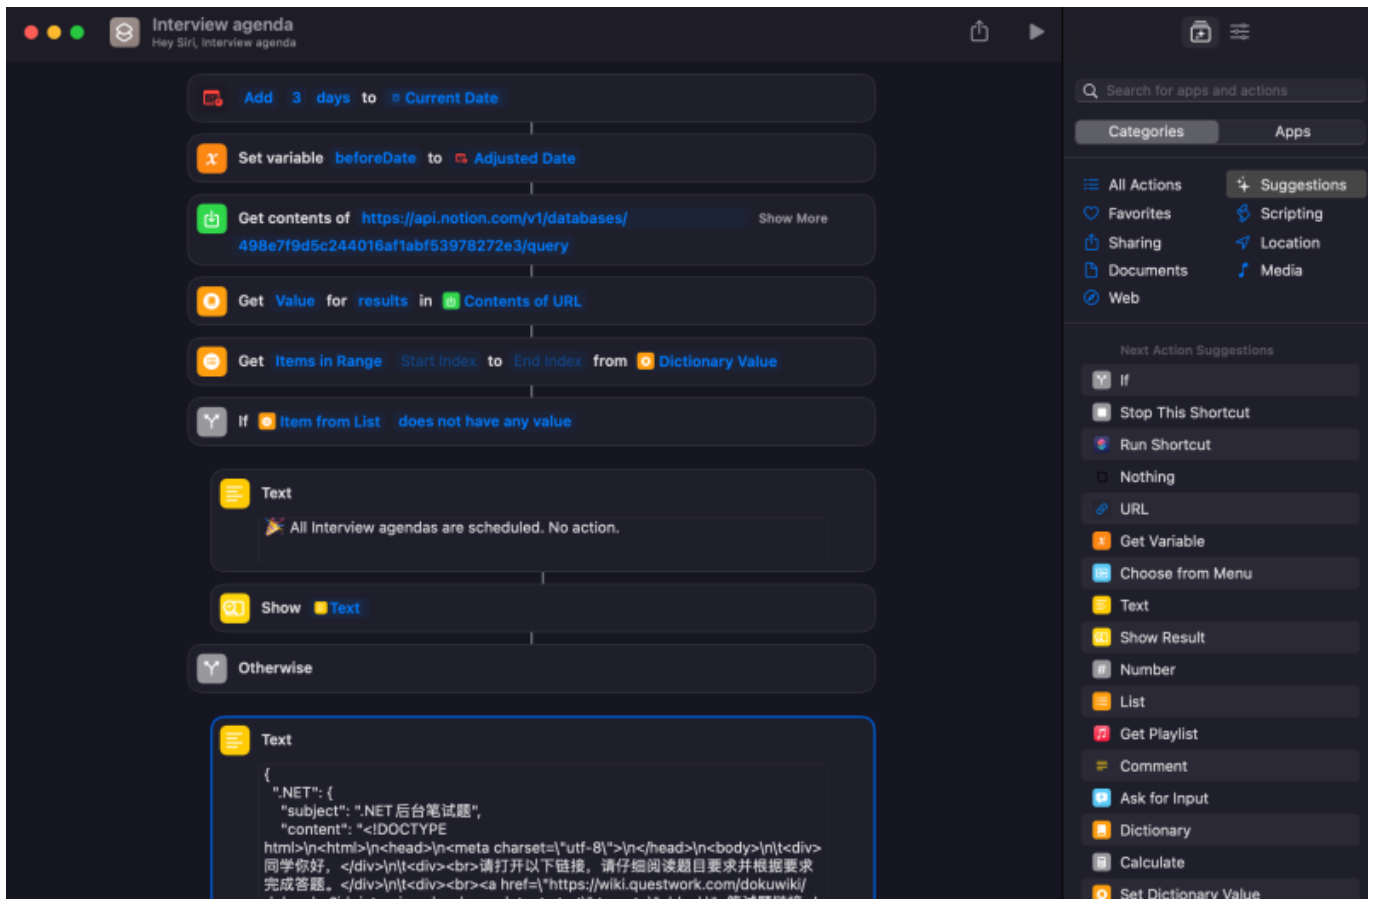 Interview agenda
Hey Siri, Interview agenda
Add 3 days to Current Date
Set variable beforeDate to Adjusted Date
Get contents of https://api.notion.com/v1/databases/ Show More
498e7f9d5c244016af1abf53978272e3/query
Get Value for results in Contents of URL
Get Items in Range Start Index to End Index from Dictionary Value
If Item from List does not have any value
Text
🎉 All Interview agendas are scheduled. No action.
Show Text
Otherwise
Text
{
".NET": {
"subject": ".NET 后台笔试题",
"content": "<!DOCTYPE
html>\n<html>\n<head>\n<meta charset=\"utf-8\">\n</head>\n<body>\n\t<div>
同学你好，</div>\n\t<div><br>请打开以下链接，请仔细阅读题目要求并根据要求
完成答题。</div>\n\t<div><br><a href=\"https://wiki.questwork.com/dokuwiki/
Search for apps and actions
Categories Apps
All Actions Suggestions
Favorites Scripting
Sharing Location
Documents Media
Web
Next Action Suggestions
If
Stop This Shortcut
Run Shortcut
Nothing
URL
Get Variable
Choose from Menu
Text
Show Result
Number
List
Get Playlist
Comment
Ask for Input
Dictionary
Calculate
Set Dictionary Value